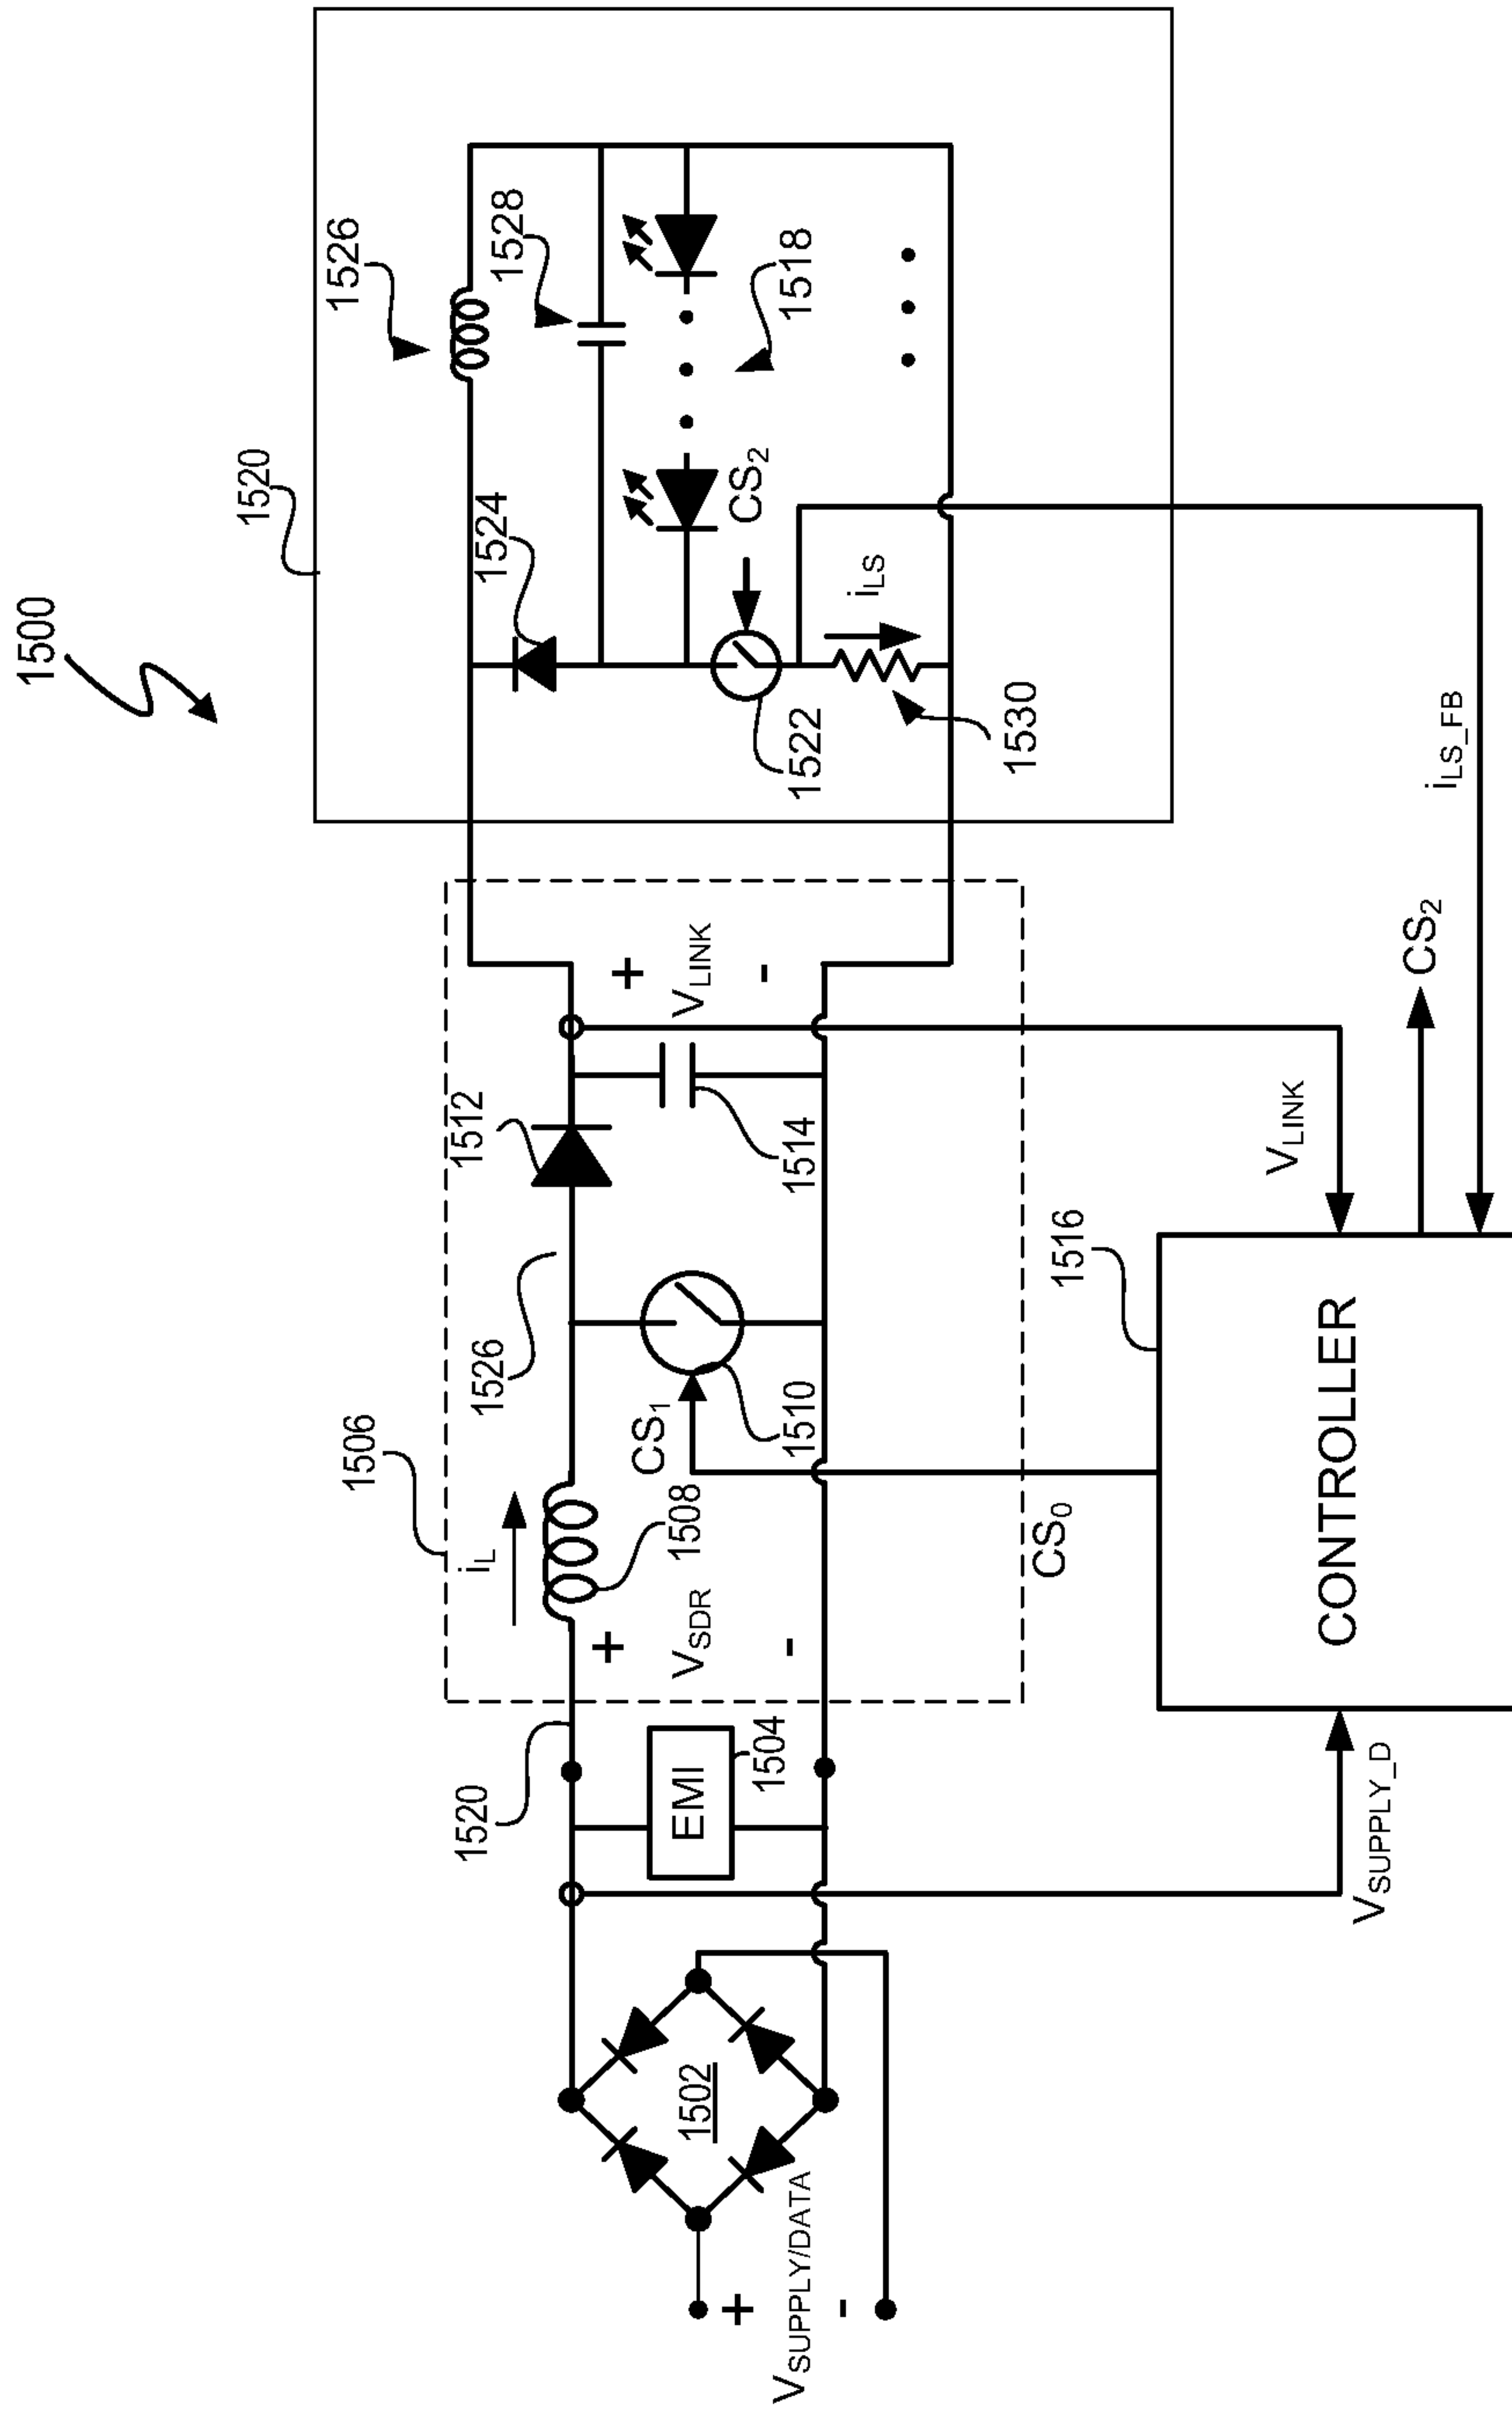 1500
1520
1526
1528
1524
1518
CS2
iLS
1522
1530
1506
1526
1512
+
VLINK
-
1514
iL
1508
CS1
1510
+
VSDR
-
CS0
1520
EMI
1504
1502
+
VSUPPLY/DATA
-
VSUPPLY_D
1516
CONTROLLER
VLINK
CS2
iLS_FB